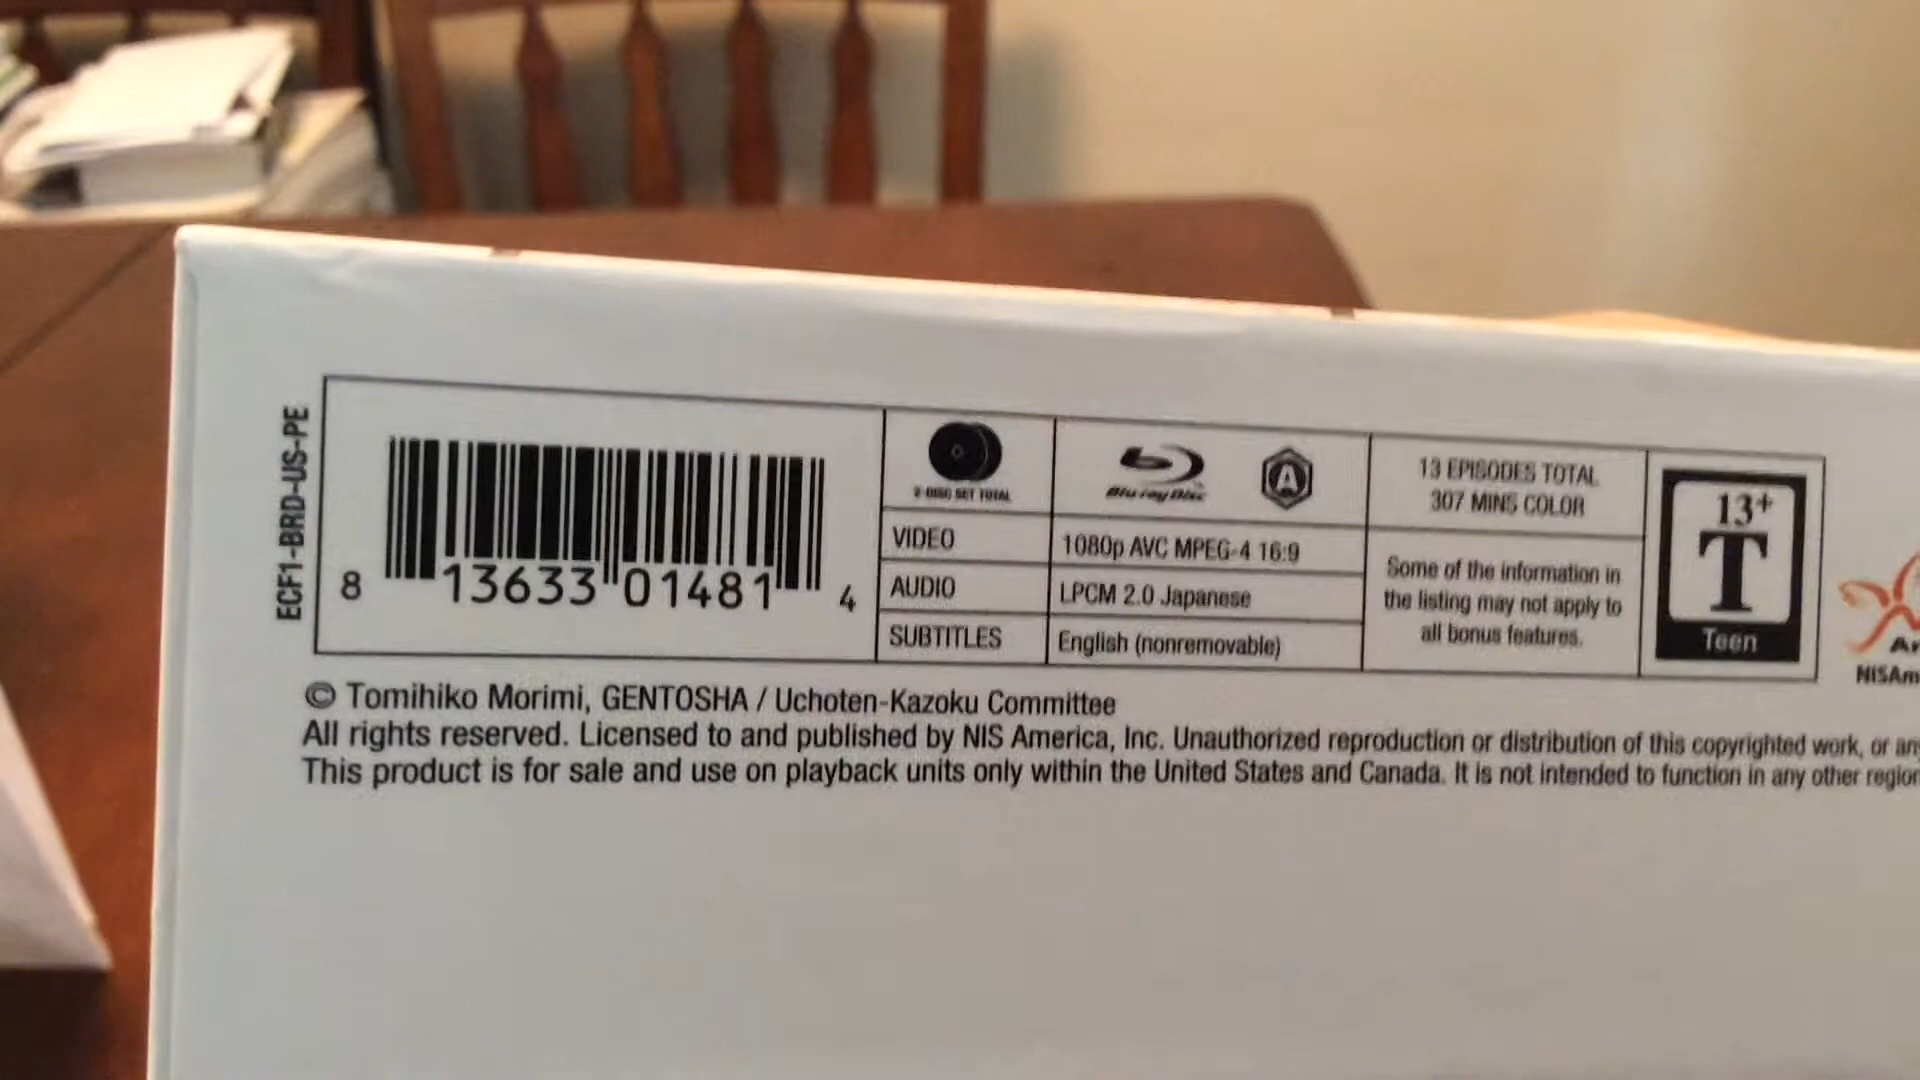 ECF1-BRD-US-PE
8 13633 01481 4
2-DISC SET TOTAL
Blu-ray Disc
A
13 EPISODES TOTAL
307 MINS COLOR
13+
T
Teen
VIDEO
1080p AVC MPEG-4 16:9
AUDIO
LPCM 2.0 Japanese
SUBTITLES
English (nonremovable)
Some of the information in
the listing may not apply to
all bonus features.
NISAm
© Tomihiko Morimi, GENTOSHA / Uchoten-Kazoku Committee
All rights reserved. Licensed to and published by NIS America, Inc. Unauthorized reproduction or distribution of this copyrighted work, or any
This product is for sale and use on playback units only within the United States and Canada. It is not intended to function in any other region